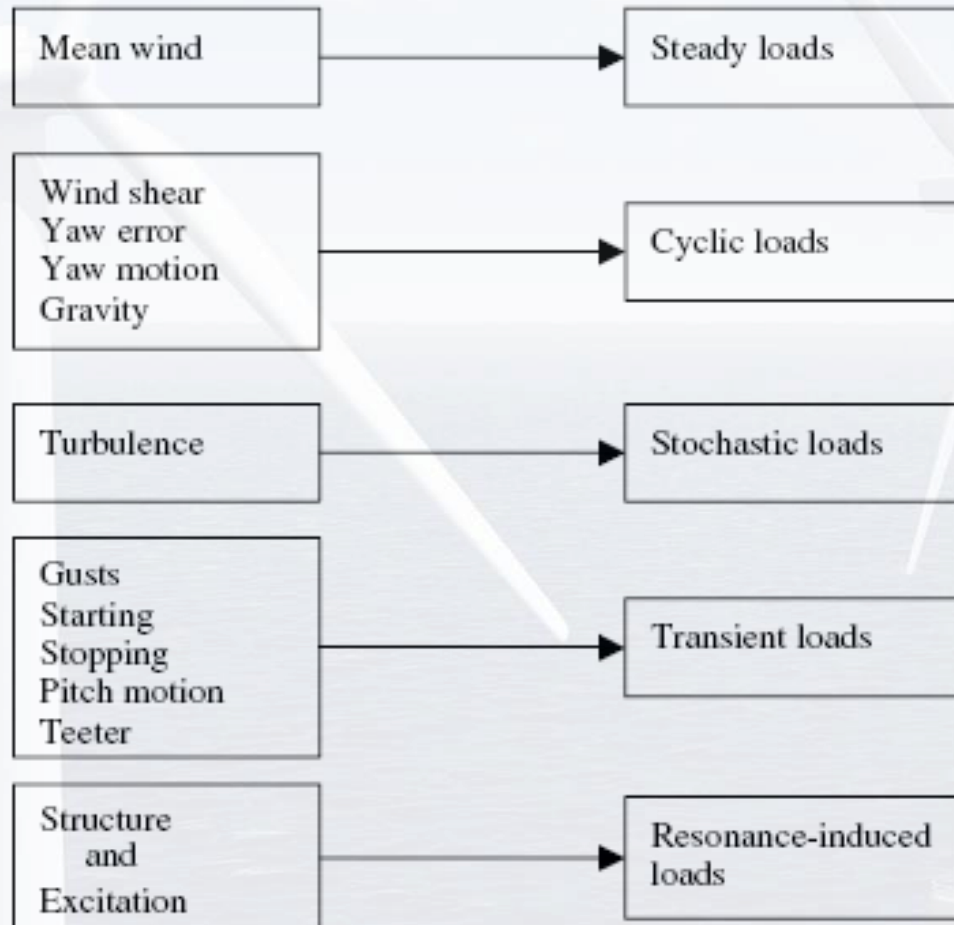 Mean wind
Steady loads
Wind shear
Yaw error
Yaw motion
Gravity
Cyclic loads
Turbulence
Stochastic loads
Gusts
Starting
Stopping
Pitch motion
Teeter
Transient loads
Structure
and
Excitation
Resonance-induced
loads